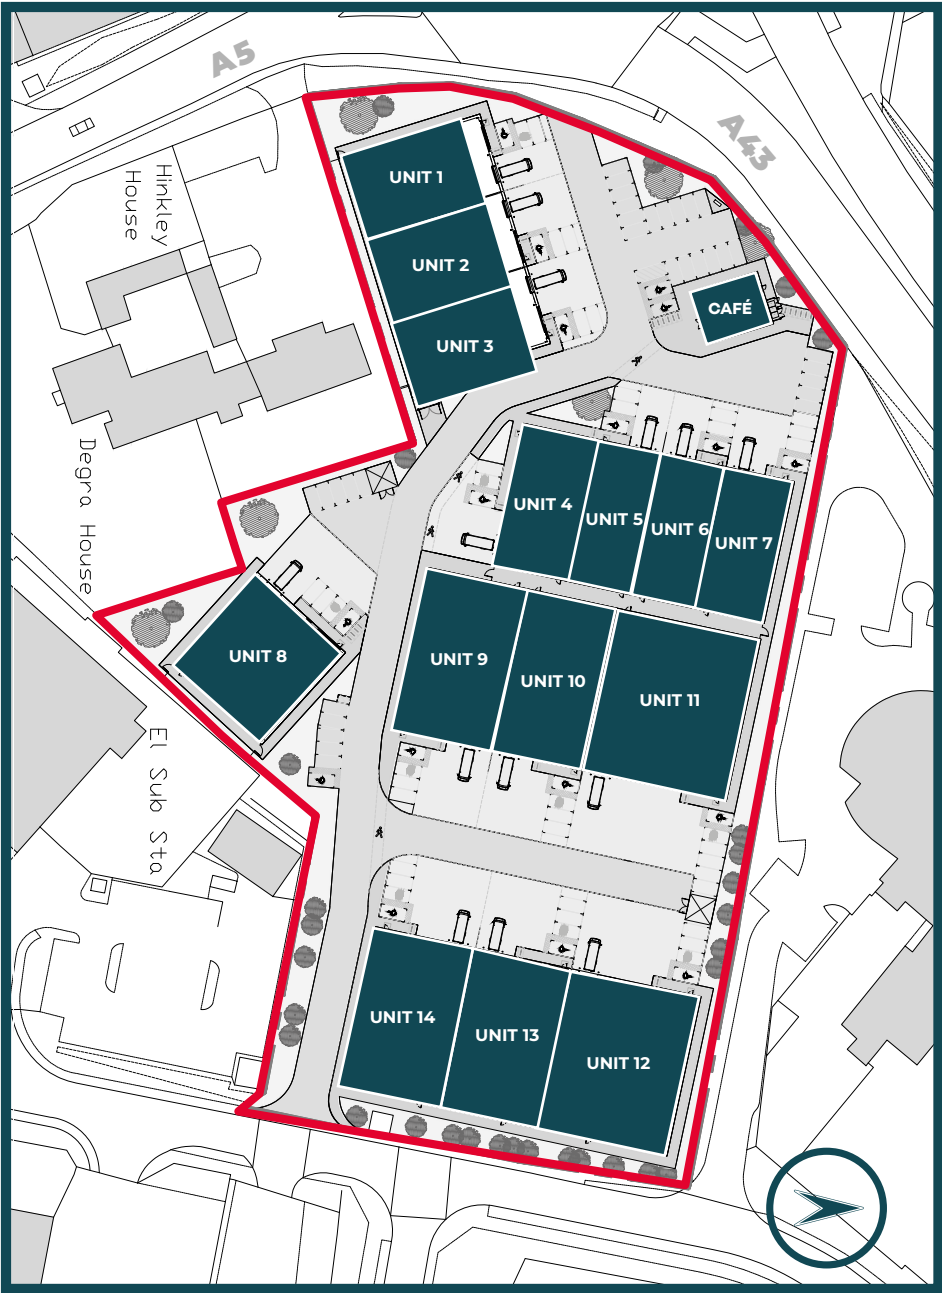 A5
A43
Hinkley
House
UNIT 1
UNIT 2
UNIT 3
CAFÉ
Degra House
UNIT 4
UNIT 5
UNIT 6
UNIT 7
UNIT 8
UNIT 9
UNIT 10
UNIT 11
El Sub Sta
UNIT 14
UNIT 13
UNIT 12